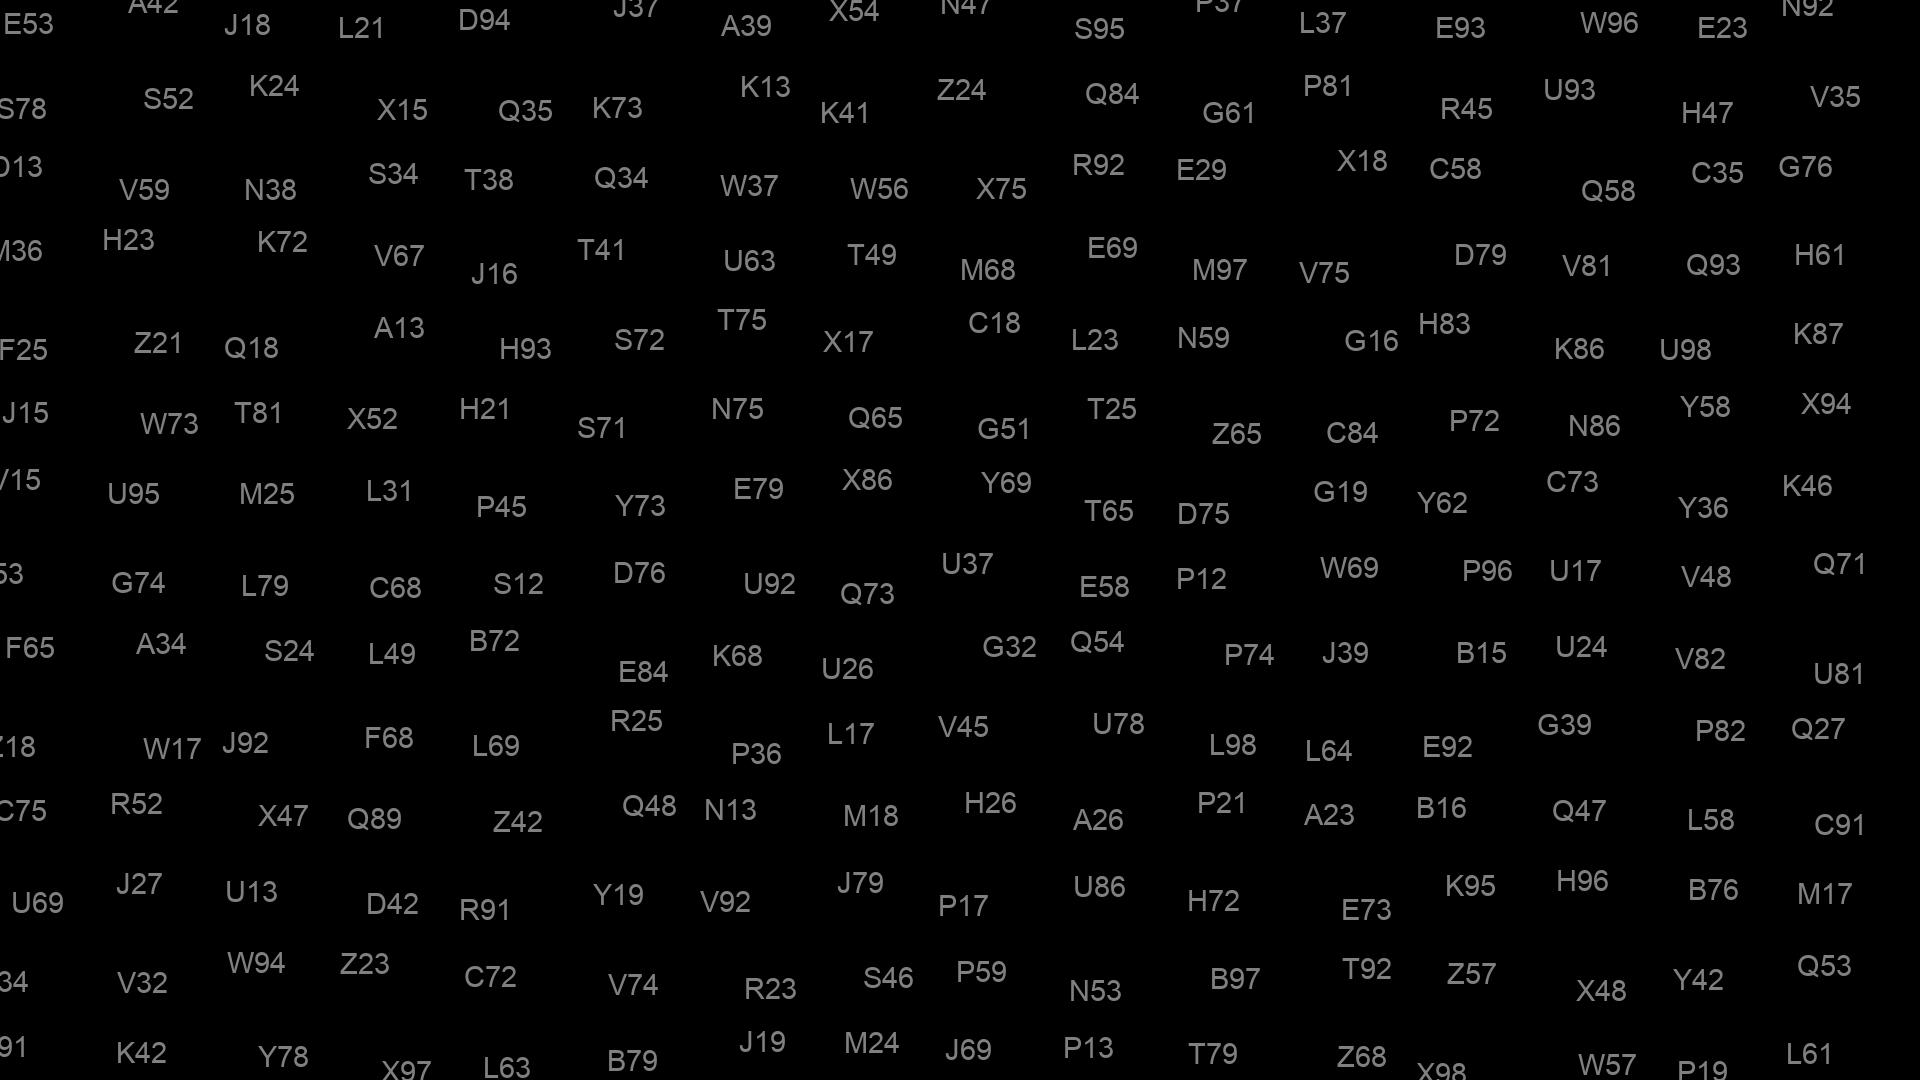 E53 A42 J18 L21 D94 J37 A39 X54 N47 S95 P37 L37 E93 W96 E23 N92
S78 S52 K24 X15 Q35 K73 K13 K41 Z24 Q84 G61 P81 R45 U93 H47 V35
D13 V59 N38 S34 T38 Q34 W37 W56 X75 R92 E29 X18 C58 Q58 C35 G76
M36 H23 K72 V67 J16 T41 U63 T49 M68 E69 M97 V75 D79 V81 Q93 H61
F25 Z21 Q18 A13 H93 S72 T75 X17 C18 L23 N59 G16 H83 K86 U98 K87
J15 W73 T81 X52 H21 S71 N75 Q65 G51 T25 Z65 C84 P72 N86 Y58 X94
V15 U95 M25 L31 P45 Y73 E79 X86 Y69 T65 D75 G19 Y62 C73 Y36 K46
53 G74 L79 C68 S12 D76 U92 Q73 U37 E58 P12 W69 P96 U17 V48 Q71
F65 A34 S24 L49 B72 E84 K68 U26 G32 Q54 P74 J39 B15 U24 V82 U81
Z18 W17 J92 F68 L69 R25 P36 L17 V45 U78 L98 L64 E92 G39 P82 Q27
C75 R52 X47 Q89 Z42 Q48 N13 M18 H26 A26 P21 A23 B16 Q47 L58 C91
U69 J27 U13 D42 R91 Y19 V92 J79 P17 U86 H72 E73 K95 H96 B76 M17
34 V32 W94 Z23 C72 V74 R23 S46 P59 N53 B97 T92 Z57 X48 Y42 Q53
91 K42 Y78 X97 L63 B79 J19 M24 J69 P13 T79 Z68 X98 W57 P19 L61